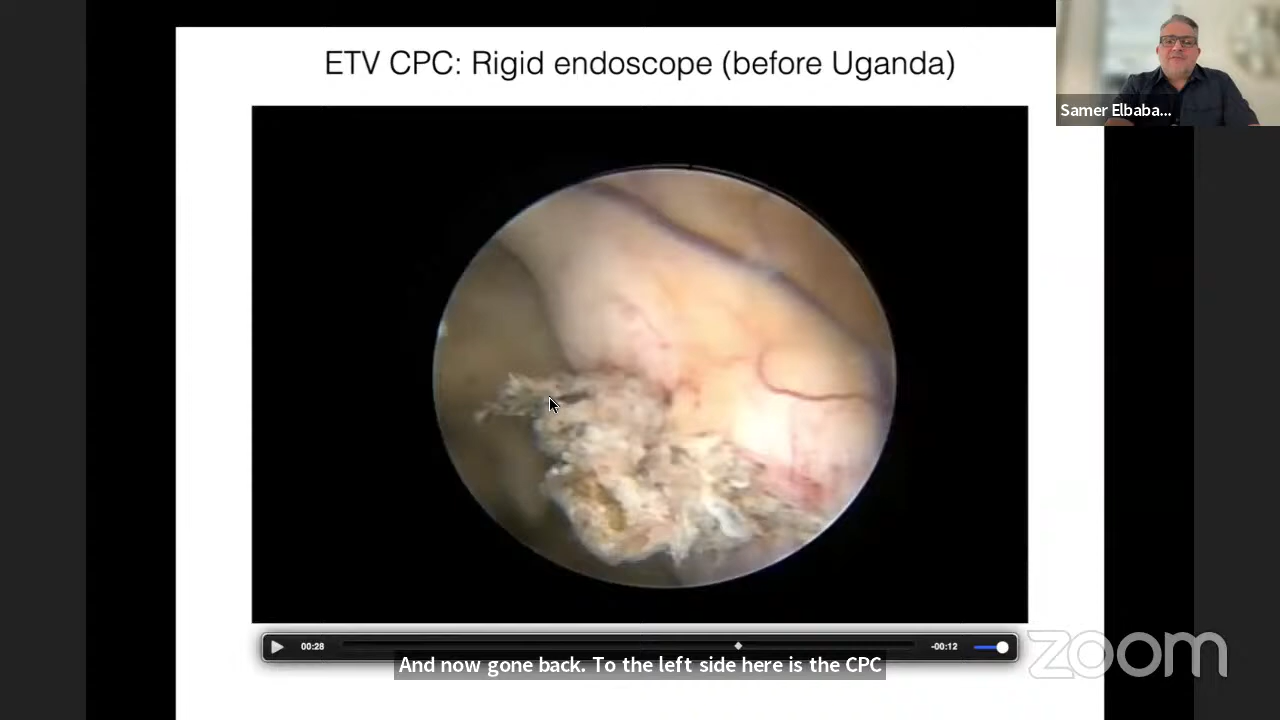 ETV CPC: Rigid endoscope (before Uganda)
Samer Elbaba...
00:28
-00:12
And now gone back. To the left side here is the CPC
zoom